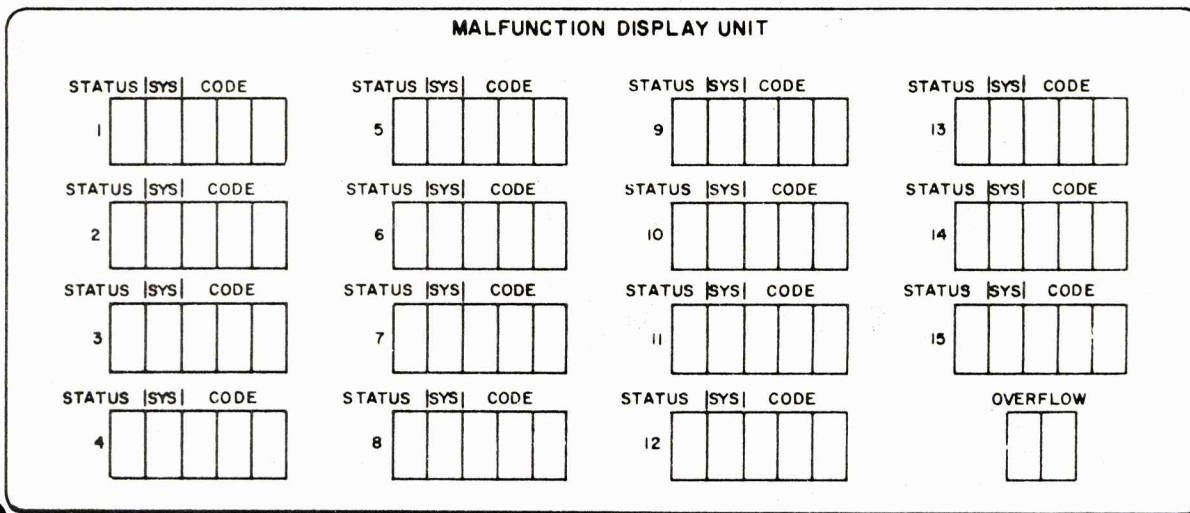 MALFUNCTION DISPLAY UNIT
STATUS |SYS| CODE STATUS |SYS| CODE STATUS |SYS| CODE STATUS |SYS| CODE
1 5 9 13
STATUS |SYS| CODE STATUS |SYS| CODE STATUS |SYS| CODE STATUS |SYS| CODE
2 6 10 14
STATUS |SYS| CODE STATUS |SYS| CODE STATUS |SYS| CODE STATUS |SYS| CODE
3 7 11 15
STATUS |SYS| CODE STATUS |SYS| CODE STATUS |SYS| CODE OVERFLOW
4 8 12